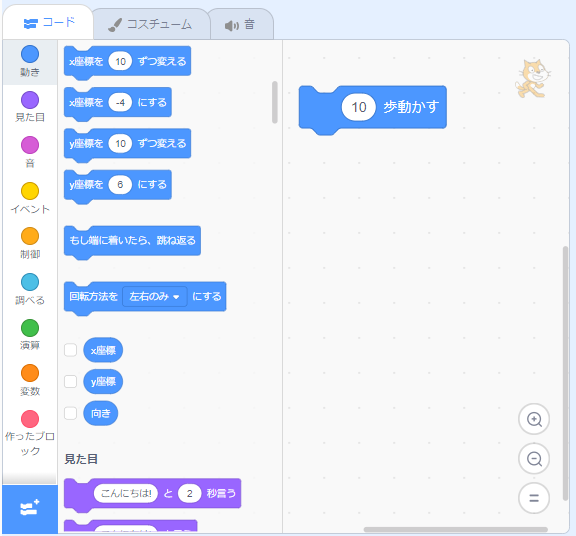 コード
コスチューム
音
動き
見た目
音
イベント
制御
調べる
演算
変数
作ったブロ
ック
x座標を 10 ずつ変える
x座標を -4 にする
y座標を 10 ずつ変える
y座標を 6 にする
もし端に着いたら、跳ね返る
回転方法を 左右のみ にする
x座標
y座標
向き
見た目
こんにちは! と 2 秒言う
10 歩動かす